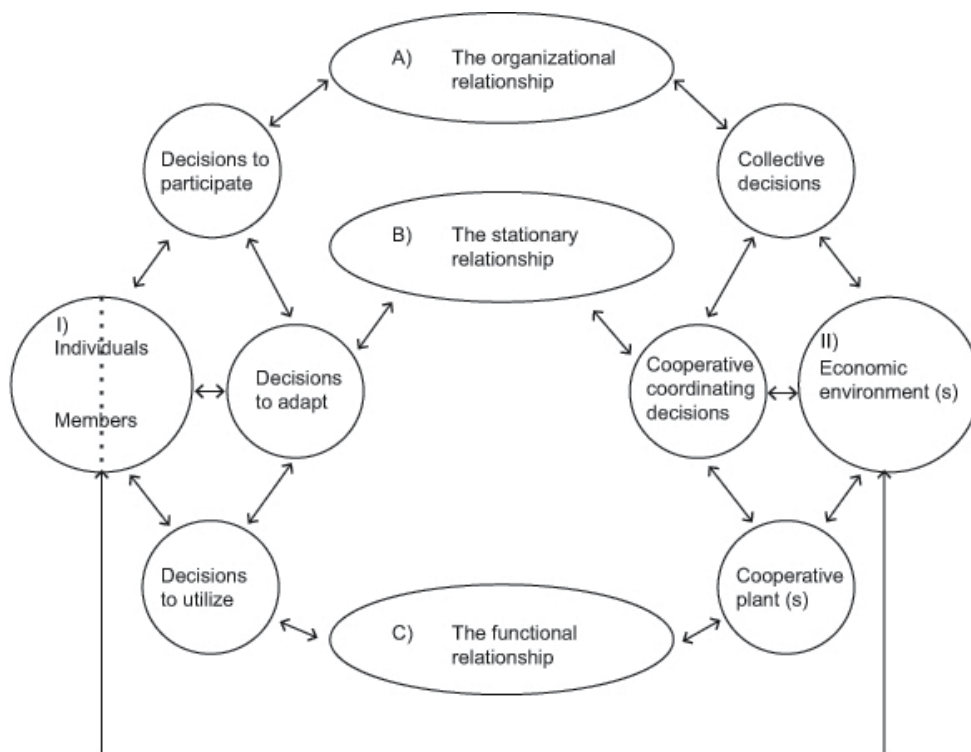 A) The organizational
relationship
Decisions to
participate
Collective
decisions
B) The stationary
relationship
I)
Individuals
Members
Decisions
to adapt
Cooperative
coordinating
decisions
II)
Economic
environment (s)
Decisions
to utilize
Cooperative
plant (s)
C) The functional
relationship